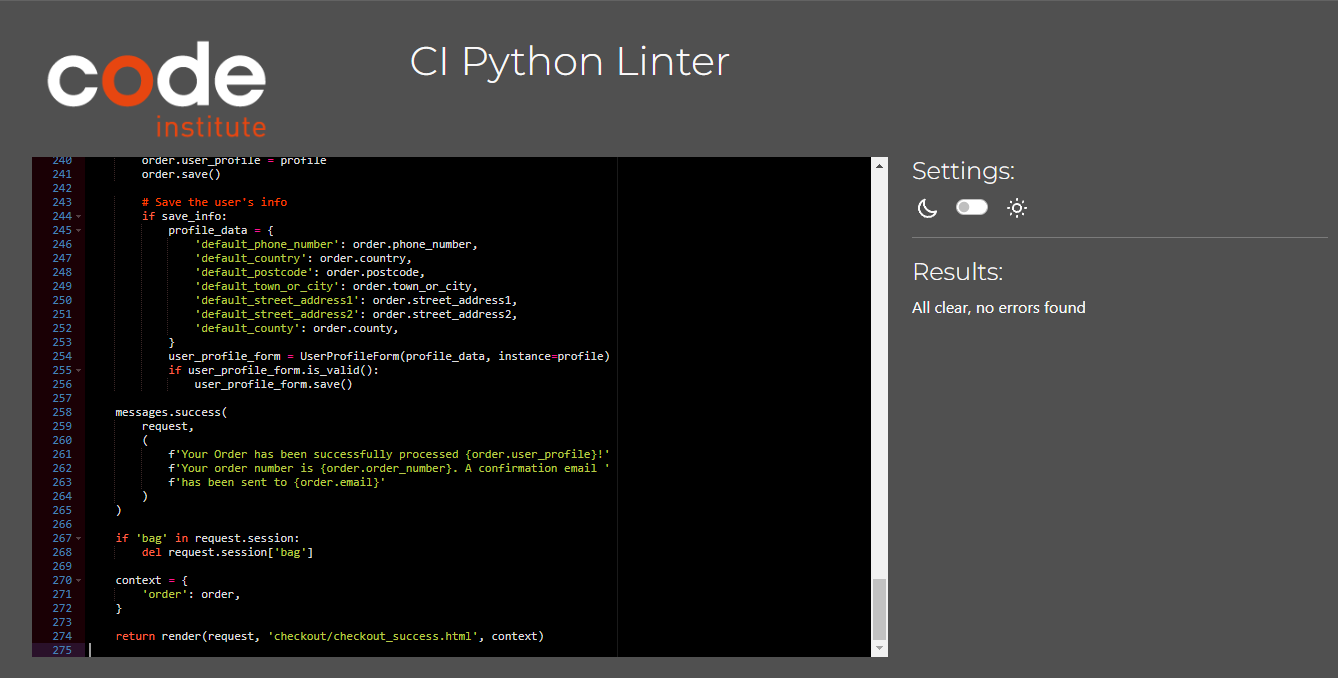 code
institute
CI Python Linter
240 order.user_profile = profile
241 order.save()
242
243 # Save the user's info
244 if save_info:
245 profile_data = {
246 'default_phone_number': order.phone_number,
247 'default_country': order.country,
248 'default_postcode': order.postcode,
249 'default_town_or_city': order.town_or_city,
250 'default_street_address1': order.street_address1,
251 'default_street_address2': order.street_address2,
252 'default_county': order.county,
253 }
254 user_profile_form = UserProfileForm(profile_data, instance=profile)
255 if user_profile_form.is_valid():
256 user_profile_form.save()
257
258 messages.success(
259 request,
260 (
261 f'Your Order has been successfully processed {order.user_profile}!'
262 f'Your order number is {order.order_number}. A confirmation email '
263 f'has been sent to {order.email}'
264 )
265 )
266
267 if 'bag' in request.session:
268 del request.session['bag']
269
270 context = {
271 'order': order,
272 }
273
274 return render(request, 'checkout/checkout_success.html', context)
275
Settings:
Results:
All clear, no errors found